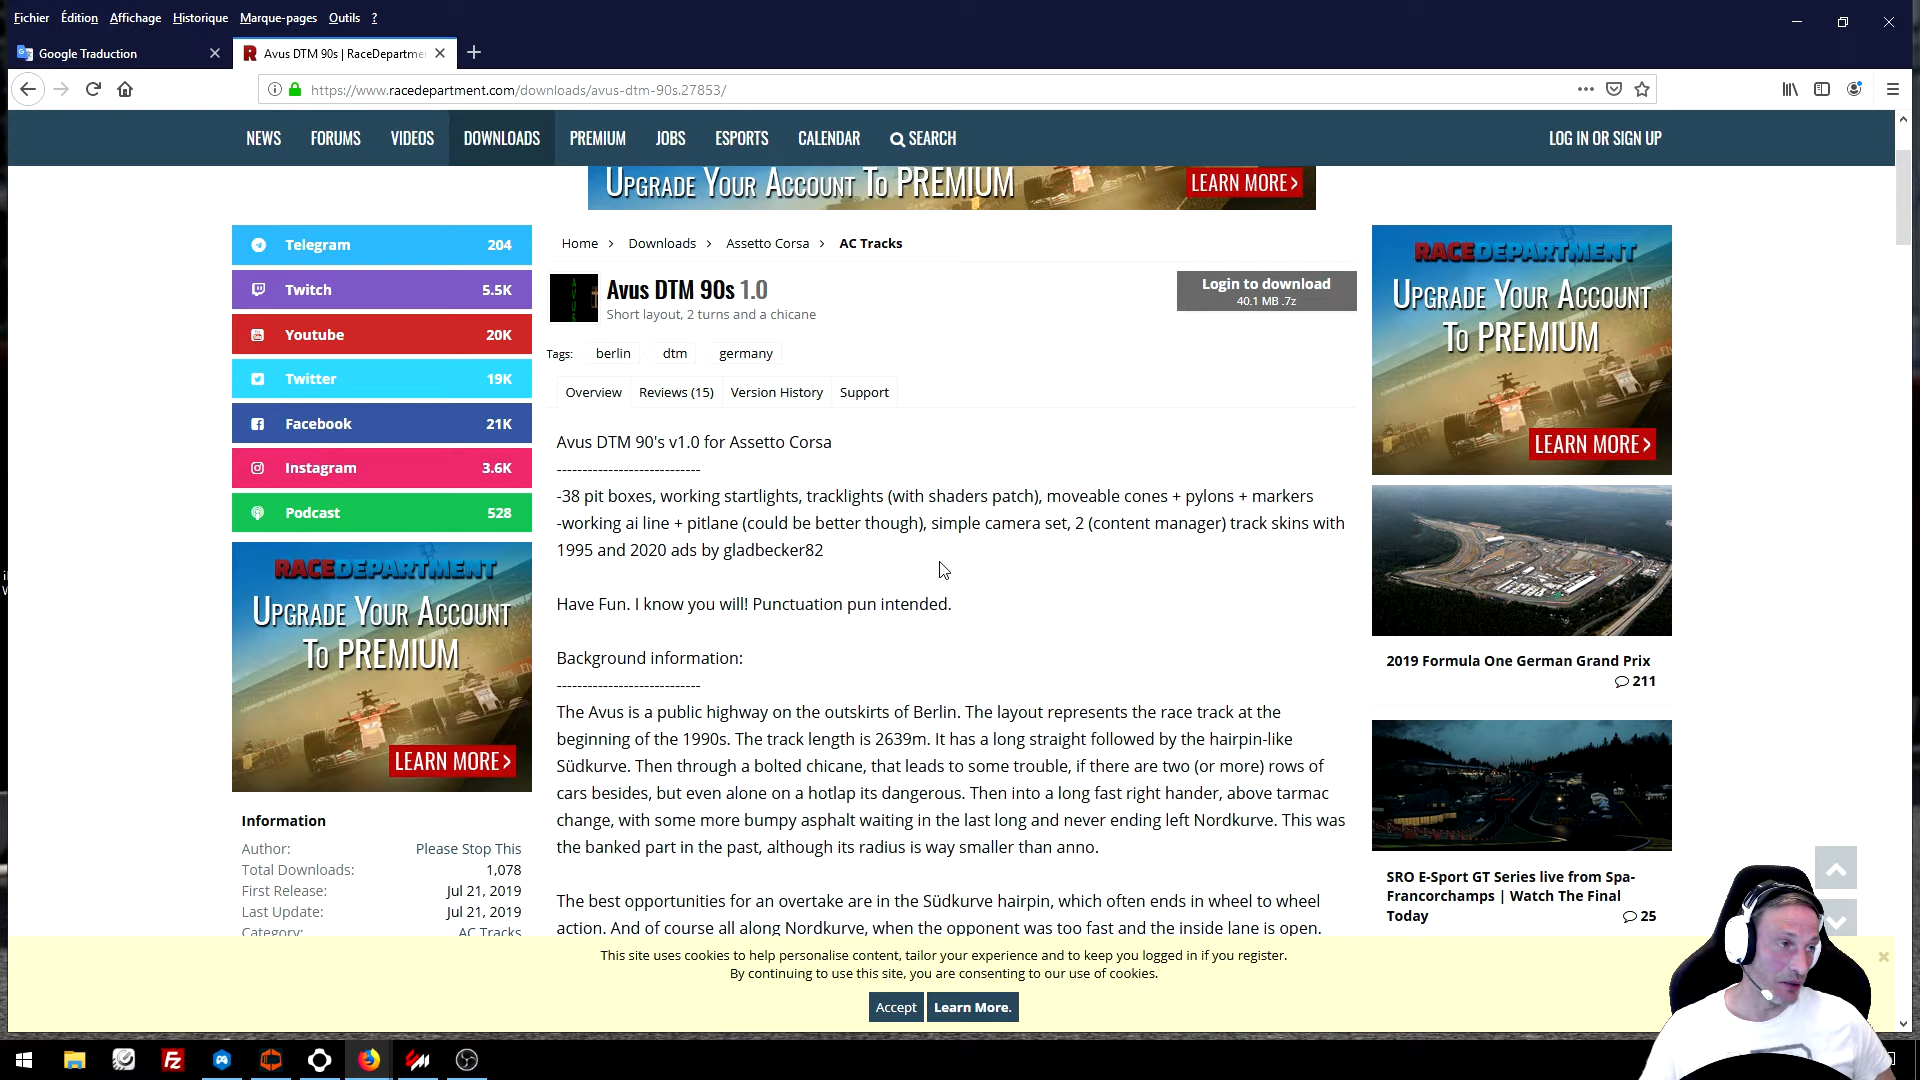 Fichier Édition Affichage Historique Marque-pages Outils ?
Google Traduction
Avus DTM 90s | RaceDepartme
https://www.racedepartment.com/downloads/avus-dtm-90s.27853/
NEWS FORUMS VIDEOS DOWNLOADS PREMIUM JOBS ESPORTS CALENDAR SEARCH LOG IN OR SIGN UP
UPGRADE YOUR ACCOUNT TO PREMIUM LEARN MORE >
Telegram 204
Twitch 5.5K
Youtube 20K
Twitter 19K
Facebook 21K
Instagram 3.6K
Podcast 528
RACEDEPARTMENT
UPGRADE YOUR ACCOUNT
TO PREMIUM
LEARN MORE >
Information
Author: Please Stop This
Total Downloads: 1,078
First Release: Jul 21, 2019
Last Update: Jul 21, 2019
Category: AC Tracks
Home > Downloads > Assetto Corsa > AC Tracks
AVUS
Avus DTM 90s 1.0
Short layout, 2 turns and a chicane
Login to download
40.1 MB .7z
Tags: berlin dtm germany
Overview Reviews (15) Version History Support
Avus DTM 90's v1.0 for Assetto Corsa
----------------------------
-38 pit boxes, working startlights, tracklights (with shaders patch), moveable cones + pylons + markers
-working ai line + pitlane (could be better though), simple camera set, 2 (content manager) track skins with
1995 and 2020 ads by gladbecker82
Have Fun. I know you will! Punctuation pun intended.
Background information:
----------------------------
The Avus is a public highway on the outskirts of Berlin. The layout represents the race track at the
beginning of the 1990s. The track length is 2639m. It has a long straight followed by the hairpin-like
Südkurve. Then through a bolted chicane, that leads to some trouble, if there are two (or more) rows of
cars besides, but even alone on a hotlap its dangerous. Then into a long fast right hander, above tarmac
change, with some more bumpy asphalt waiting in the last long and never ending left Nordkurve. This was
the banked part in the past, although its radius is way smaller than anno.
The best opportunities for an overtake are in the Südkurve hairpin, which often ends in wheel to wheel
action. And of course all along Nordkurve, when the opponent was too fast and the inside lane is open.
RACEDEPARTMENT
UPGRADE YOUR ACCOUNT
TO PREMIUM
LEARN MORE >
2019 Formula One German Grand Prix
211
SRO E-Sport GT Series live from Spa-
Francorchamps | Watch The Final
Today 25
This site uses cookies to help personalise content, tailor your experience and to keep you logged in if you register.
By continuing to use this site, you are consenting to our use of cookies.
Accept Learn More.